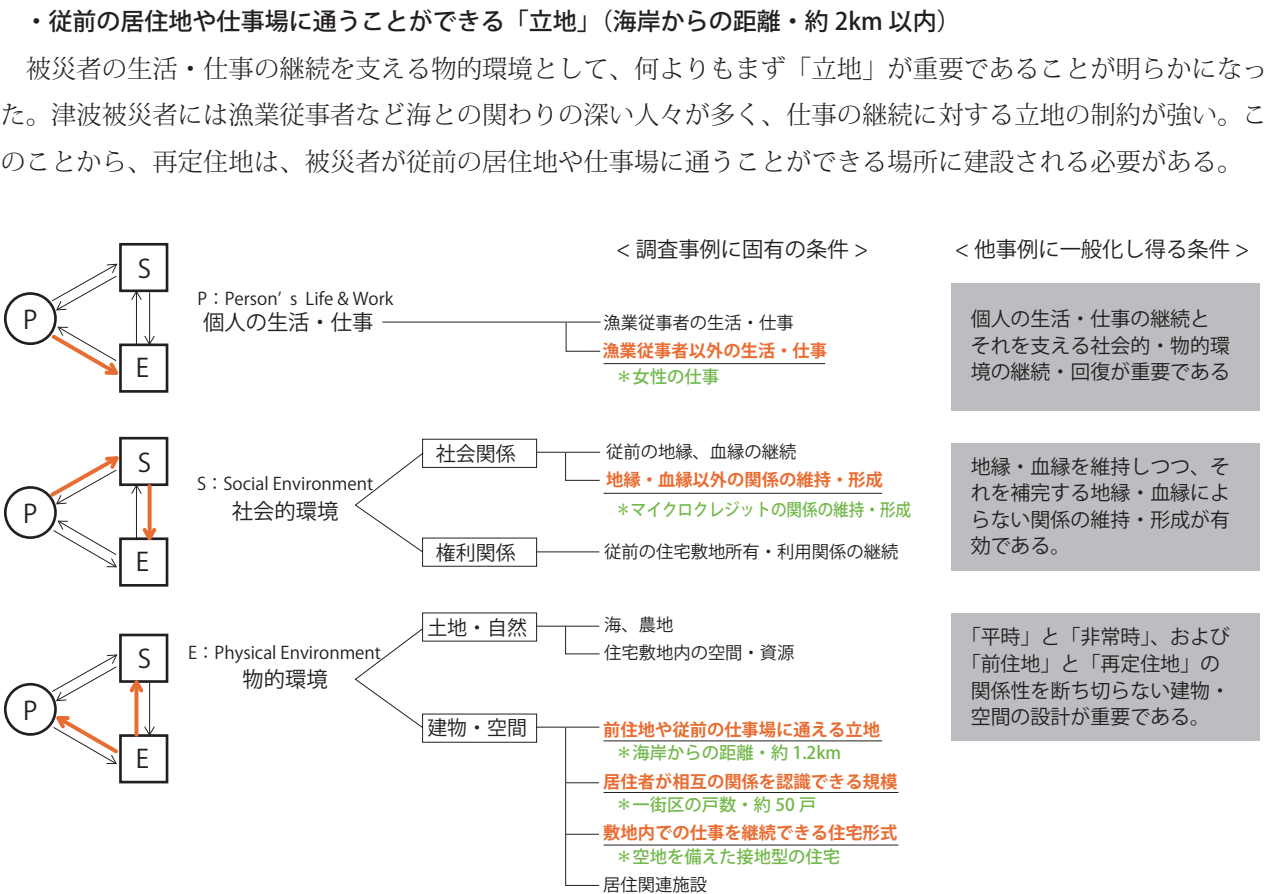 ・従前の居住地や仕事場に通うことができる「立地」（海岸からの距離・約 2km 以内）
被災者の生活・仕事の継続を支える物的環境として、何よりもまず「立地」が重要であることが明らかになっ
た。津波被災者には漁業従事者など海との関わりの深い人々が多く、仕事の継続に対する立地の制約が強い。こ
のことから、再定住地は、被災者が従前の居住地や仕事場に通うことができる場所に建設される必要がある。
< 調査事例に固有の条件 >
< 他事例に一般化し得る条件 >
P
S
E
P：Person’s Life & Work
個人の生活・仕事
漁業従事者の生活・仕事
漁業従事者以外の生活・仕事
＊女性の仕事
個人の生活・仕事の継続と
それを支える社会的・物的環
境の継続・回復が重要である
P
S
E
S：Social Environment
社会的環境
社会関係
従前の地縁、血縁の継続
地縁・血縁以外の関係の維持・形成
＊マイクロクレジットの関係の維持・形成
権利関係
従前の住宅敷地所有・利用関係の継続
地縁・血縁を維持しつつ、そ
れを補完する地縁・血縁によ
らない関係の維持・形成が有
効である。
P
S
E
E：Physical Environment
物的環境
土地・自然
海、農地
住宅敷地内の空間・資源
建物・空間
前住地や従前の仕事場に通える立地
＊海岸からの距離・約 1.2km
居住者が相互の関係を認識できる規模
＊一街区の戸数・約 50 戸
敷地内での仕事を継続できる住宅形式
＊空地を備えた接地型の住宅
居住関連施設
「平時」と「非常時」、および
「前住地」と「再定住地」の
関係性を断ち切らない建物・
空間の設計が重要である。